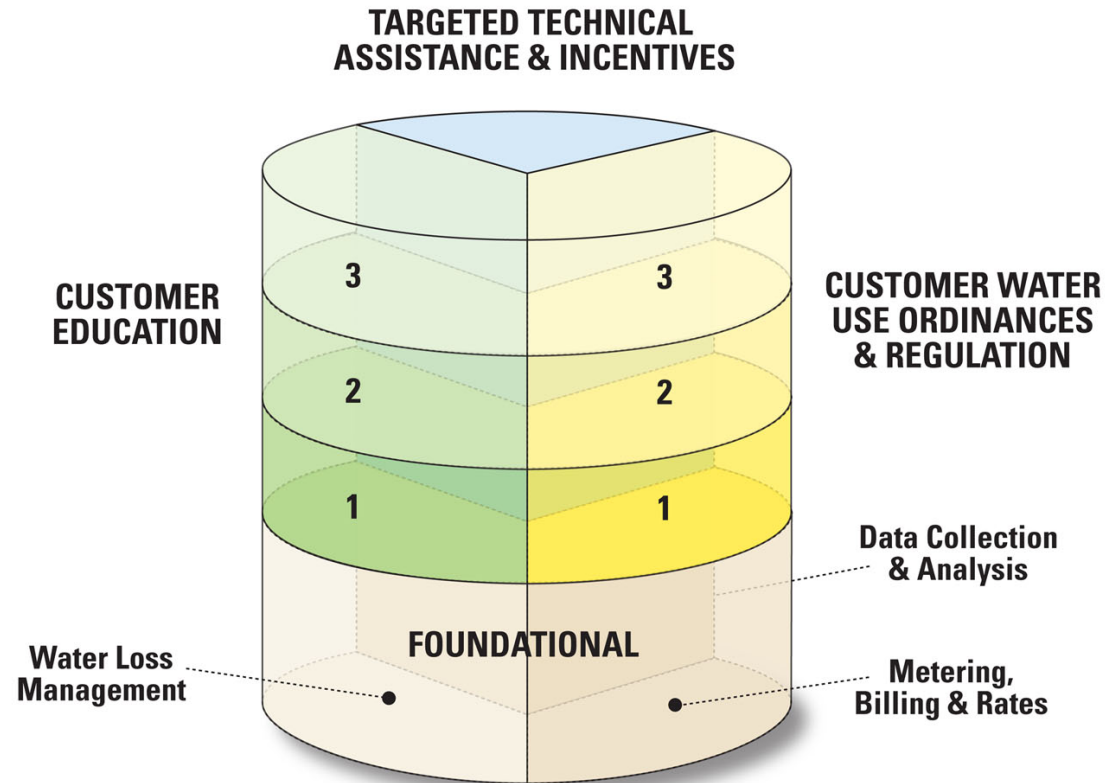 TARGETED TECHNICAL
ASSISTANCE & INCENTIVES
CUSTOMER
EDUCATION
3
3
CUSTOMER WATER
USE ORDINANCES
& REGULATION
2
2
1
1
Data Collection
& Analysis
FOUNDATIONAL
Water Loss
Management
Metering,
Billing & Rates